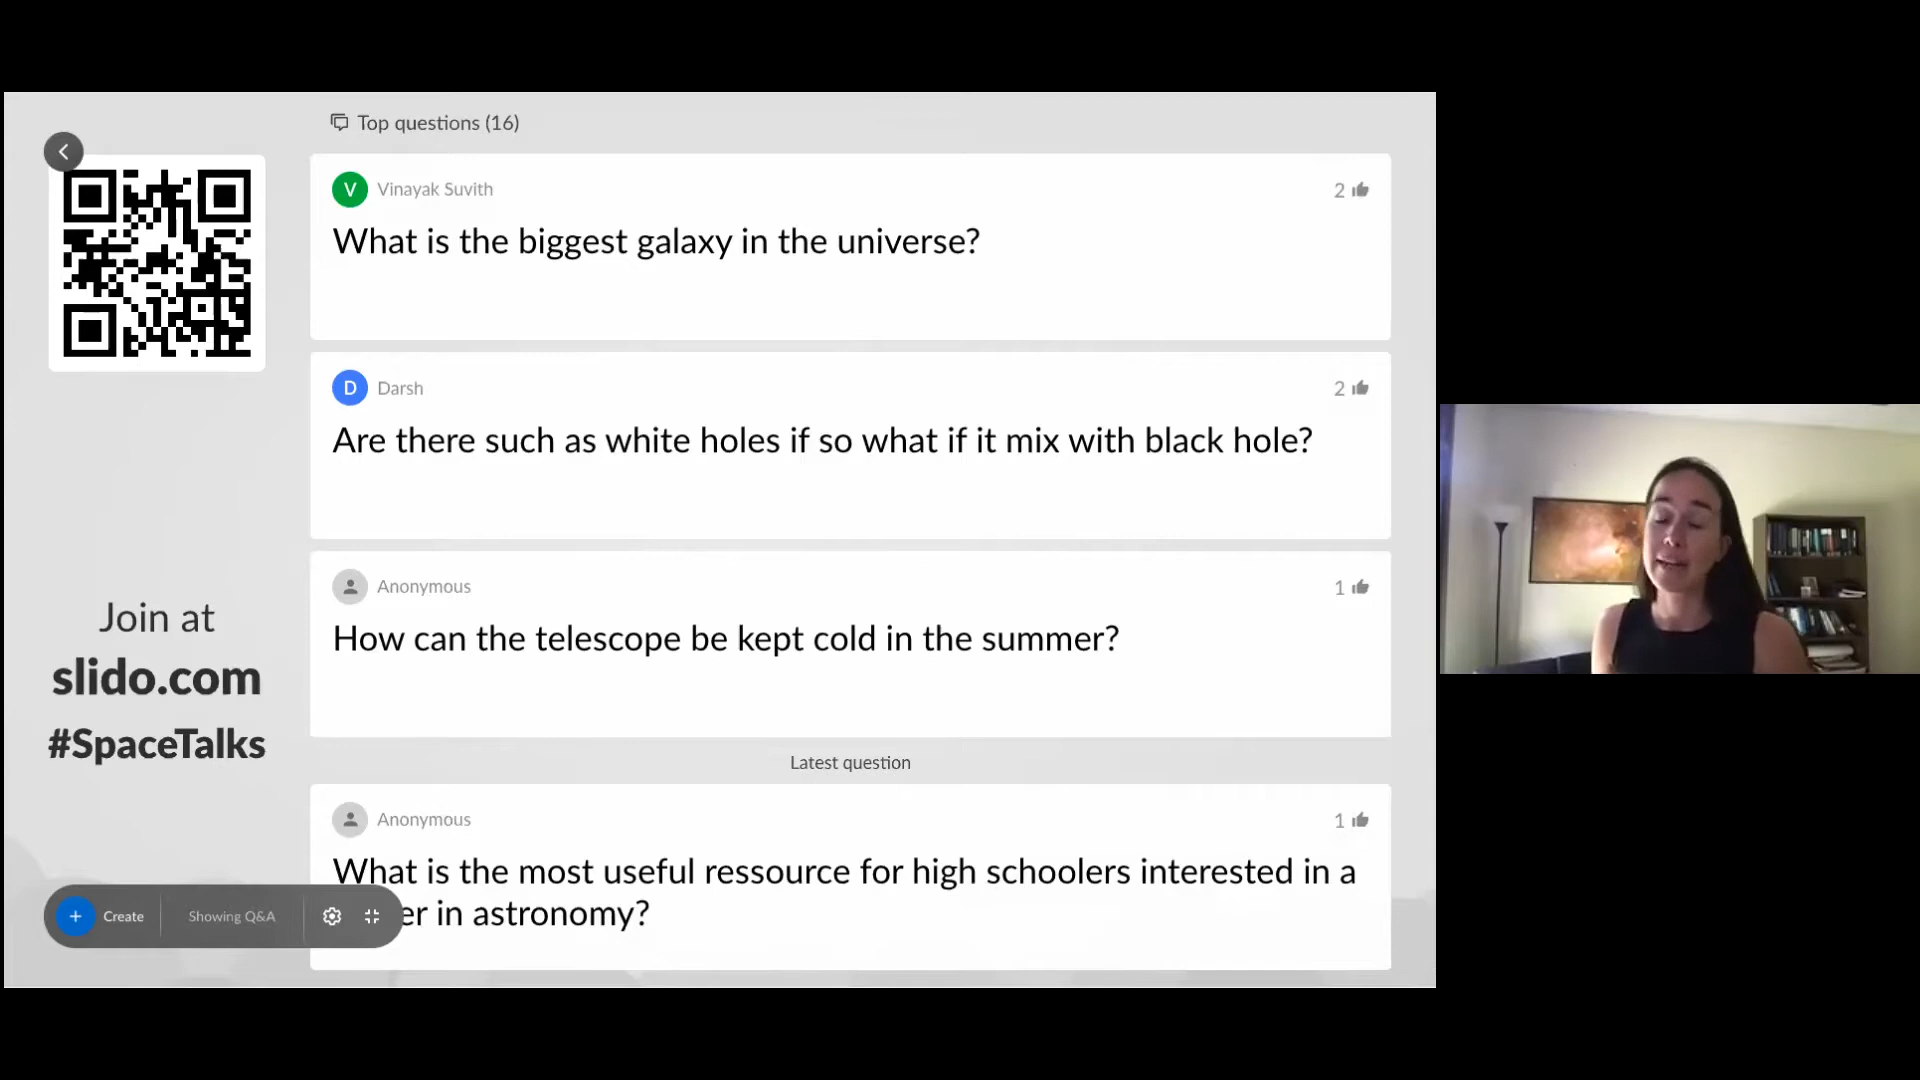 Top questions (16)
V Vinayak Suvith 2
What is the biggest galaxy in the universe?
D Darsh 2
Are there such as white holes if so what if it mix with black hole?
Anonymous 1
How can the telescope be kept cold in the summer?
Latest question
Anonymous 1
What is the most useful ressource for high schoolers interested in a
er in astronomy?
Join at
slido.com
#SpaceTalks
+ Create Showing Q&A